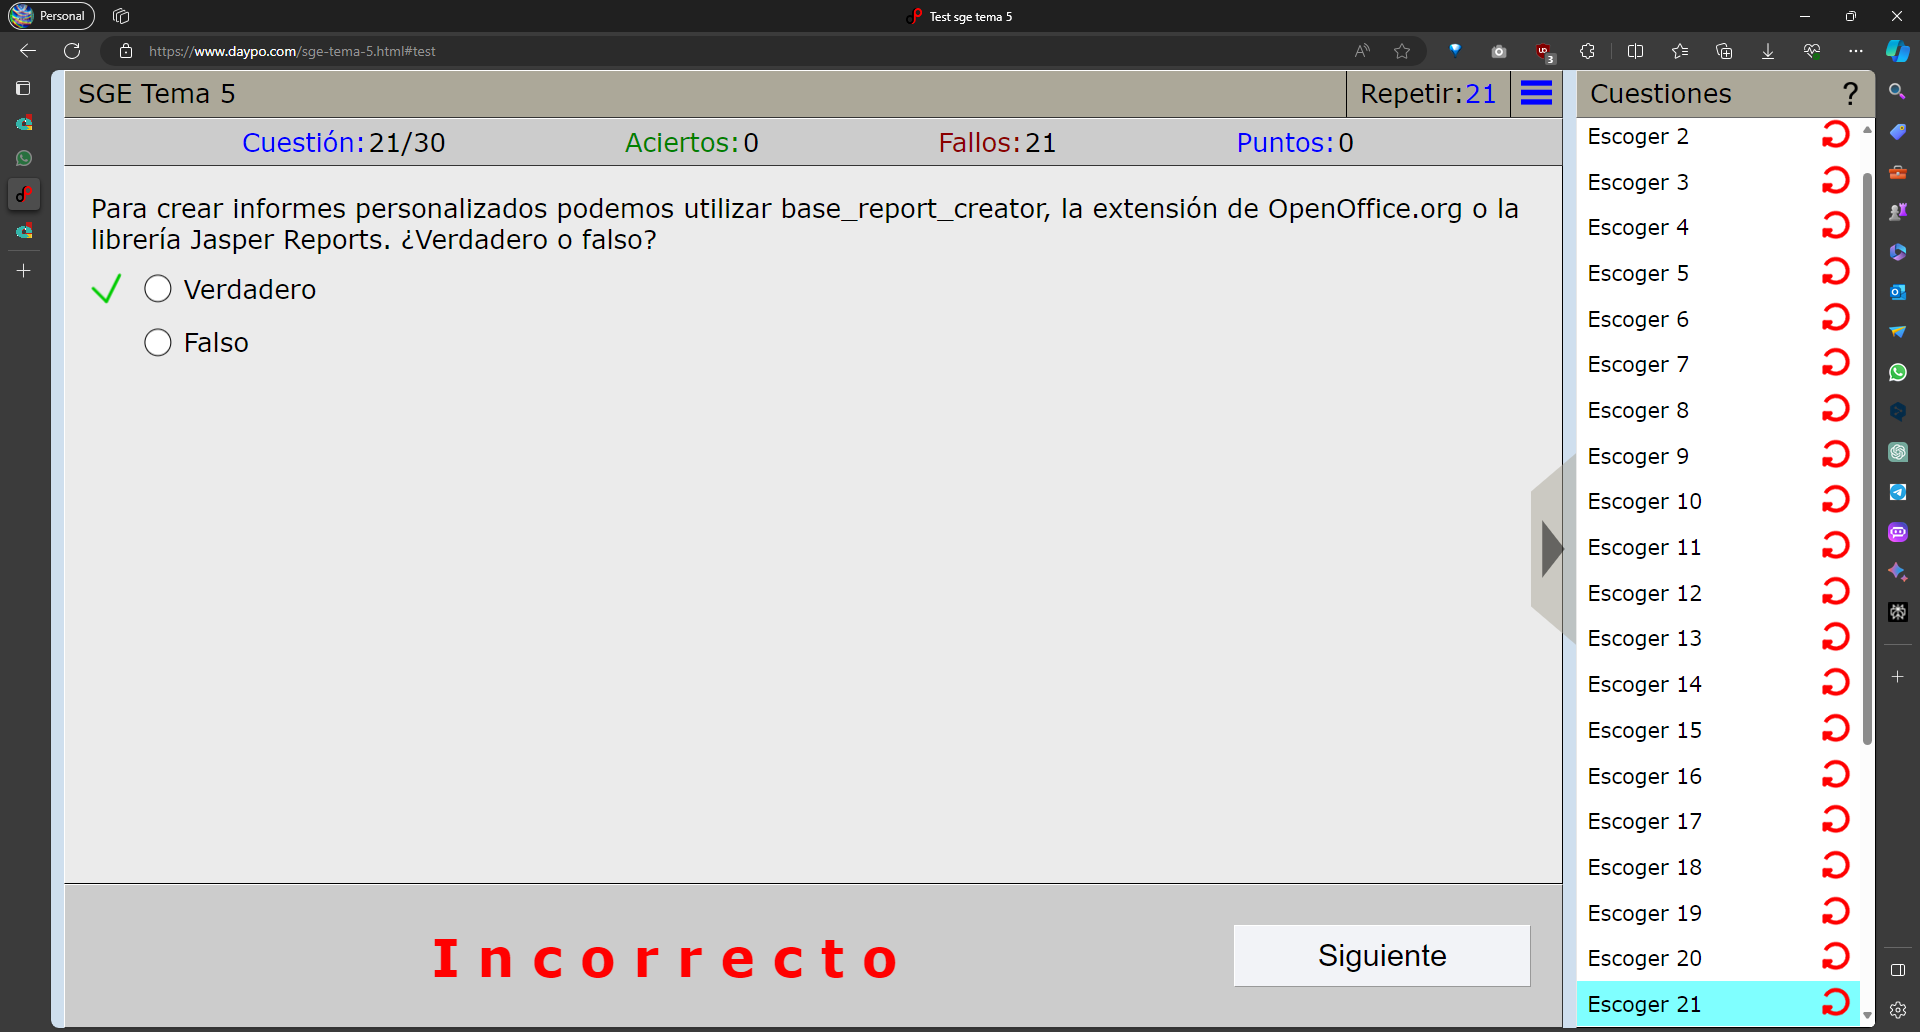 Personal
Test sge tema 5
https://www.daypo.com/sge-tema-5.html#test
3
SGE Tema 5
Repetir:21
Cuestiones
?
Cuestión:21/30
Aciertos:0
Fallos:21
Puntos:0
Para crear informes personalizados podemos utilizar base_report_creator, la extensión de OpenOffice.org o la
librería Jasper Reports. ¿Verdadero o falso?
Verdadero
Falso
Incorrecto
Siguiente
Escoger 2
Escoger 3
Escoger 4
Escoger 5
Escoger 6
Escoger 7
Escoger 8
Escoger 9
Escoger 10
Escoger 11
Escoger 12
Escoger 13
Escoger 14
Escoger 15
Escoger 16
Escoger 17
Escoger 18
Escoger 19
Escoger 20
Escoger 21